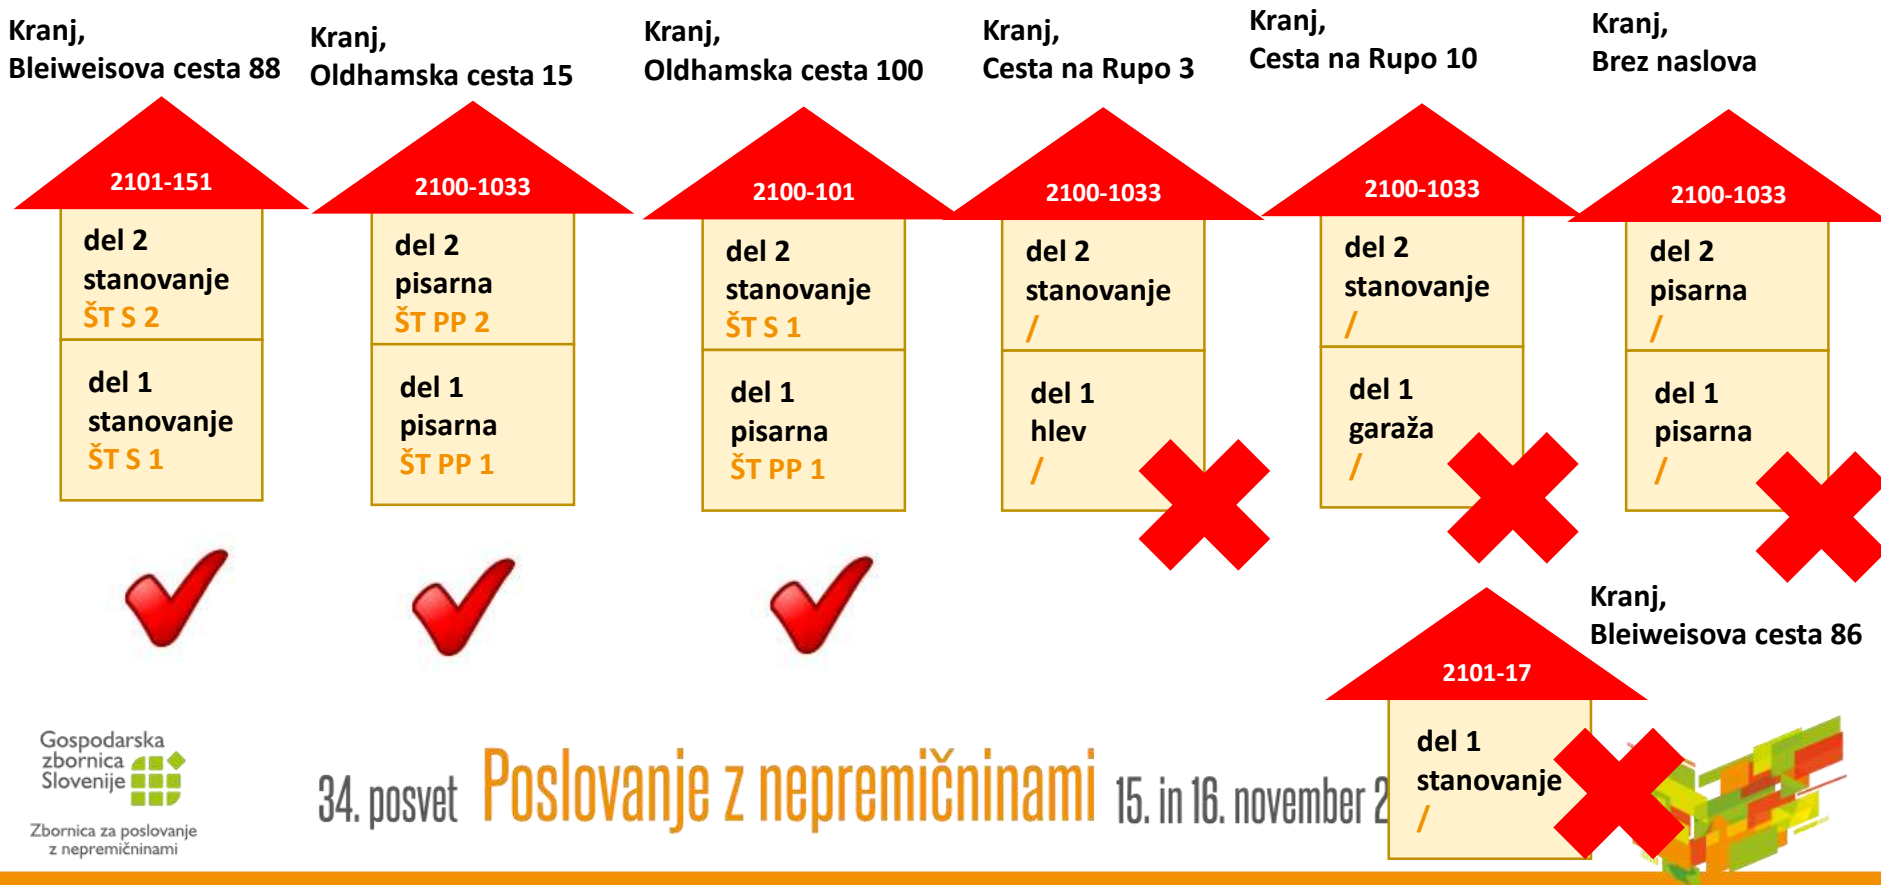 Kranj,
Bleiweisova cesta 88
2101-151
del 2
stanovanje
ŠT S 2
del 1
stanovanje
ŠT S 1
Kranj,
Oldhamska cesta 15
2100-1033
del 2
pisarna
ŠT PP 2
del 1
pisarna
ŠT PP 1
Kranj,
Oldhamska cesta 100
2100-101
del 2
stanovanje
ŠT S 1
del 1
pisarna
ŠT PP 1
Kranj,
Cesta na Rupo 3
2100-1033
del 2
stanovanje
/
del 1
hlev
/
Kranj,
Cesta na Rupo 10
2100-1033
del 2
stanovanje
/
del 1
garaža
/
Kranj,
Brez naslova
2100-1033
del 2
pisarna
/
del 1
pisarna
/
Kranj,
Bleiweisova cesta 86
2101-17
del 1
stanovanje
/
Gospodarska
zbornica
Slovenije
Zbornica za poslovanje
z nepremičninami
34. posvet Poslovanje z nepremičninami 15. in 16. november 2